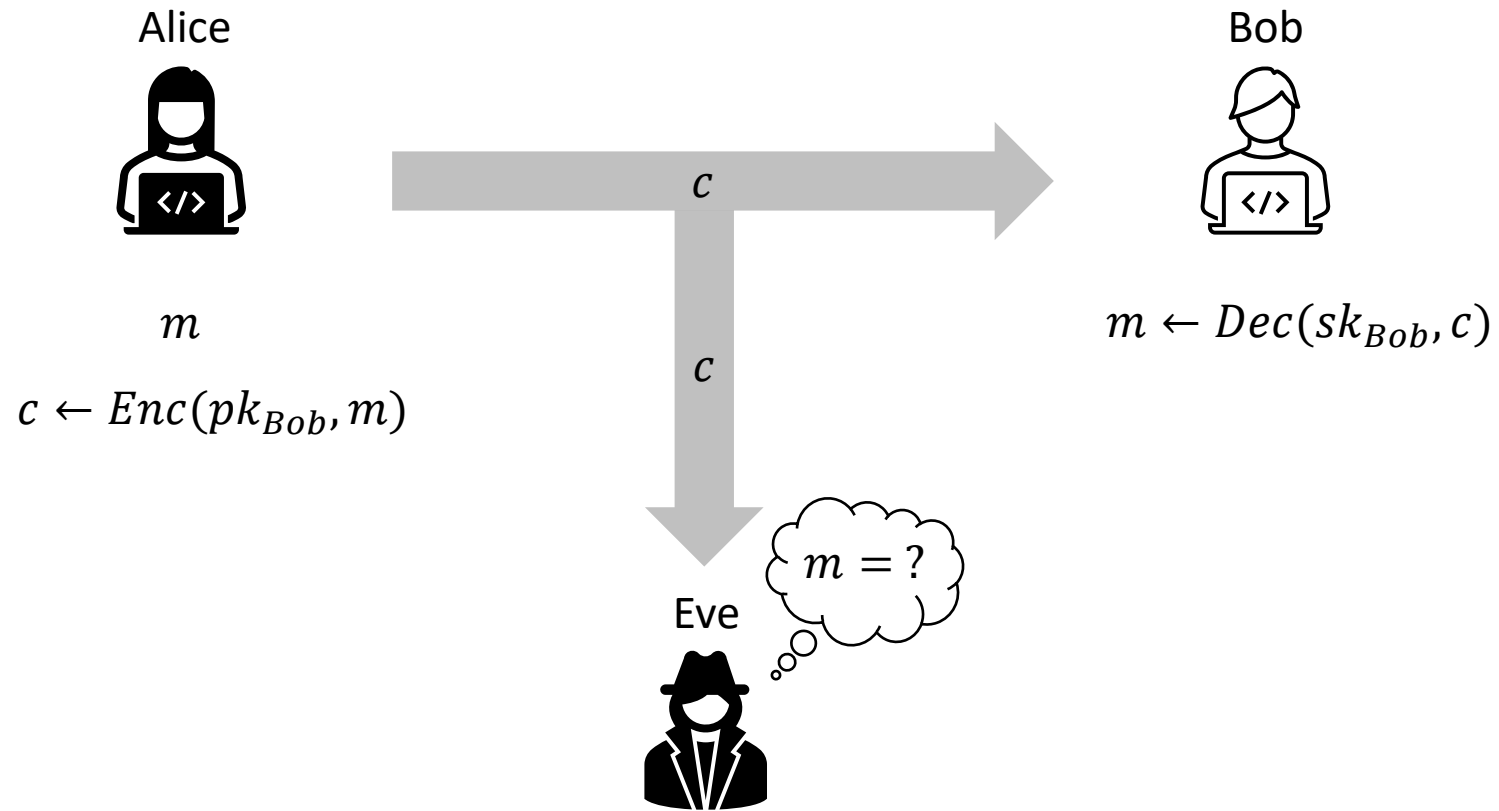 Alice
Bob
</>
</>
c
m
m ← Dec(sk_Bob, c)
c
c ← Enc(pk_Bob, m)
m = ?
Eve